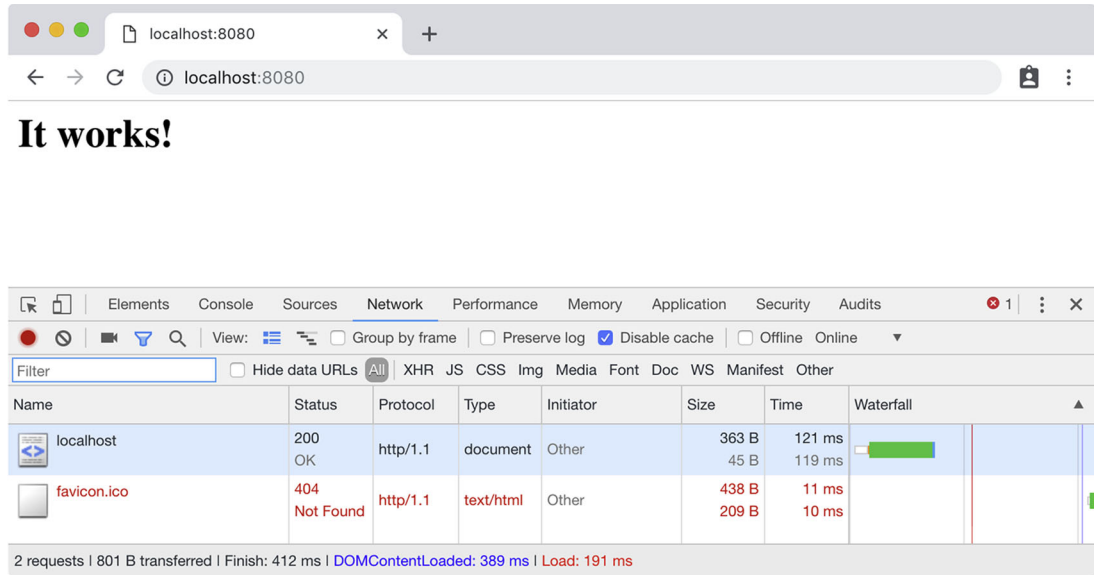 localhost:8080
localhost:8080
It works!
Elements Console Sources Network Performance Memory Application Security Audits 1
View: Group by frame Preserve log Disable cache Offline Online
Filter Hide data URLs All XHR JS CSS Img Media Font Doc WS Manifest Other
Name Status Protocol Type Initiator Size Time Waterfall
localhost 200 http/1.1 document Other 363 B 121 ms
OK 45 B 119 ms
favicon.ico 404 http/1.1 text/html Other 438 B 11 ms
Not Found 209 B 10 ms
2 requests | 801 B transferred | Finish: 412 ms | DOMContentLoaded: 389 ms | Load: 191 ms